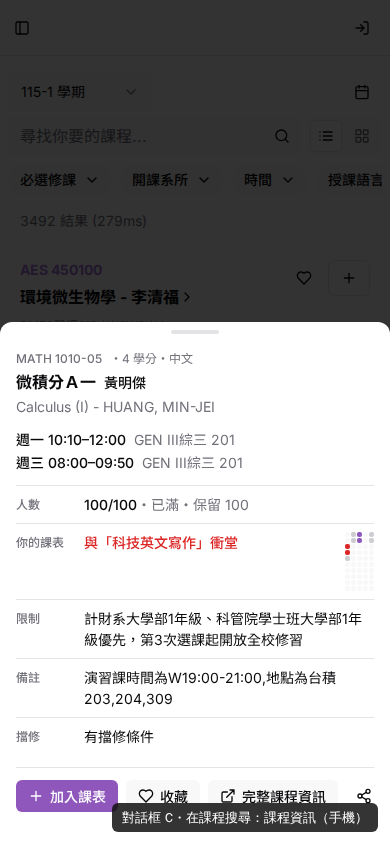 115-1 學期
尋找你要的課程...
必選修課 開課系所 時間 授課語言
3492 結果 (279ms)
AES 450100
環境微生物學 - 李清福
MATH 1010-05 ・4 學分・中文
微積分A一 黃明傑
Calculus (I) - HUANG, MIN-JEI
週一 10:10–12:00 GEN III綜三 201
週三 08:00–09:50 GEN III綜三 201
人數 100/100・已滿・保留 100
你的課表 與「科技英文寫作」衝堂
限制 計財系大學部1年級、科管院學士班大學部1年
級優先，第3次選課起開放全校修習
備註 演習課時間為W19:00-21:00,地點為台積
203,204,309
擋修 有擋修條件
加入課表 收藏 完整課程資訊
對話框 C・在課程搜尋：課程資訊（手機）